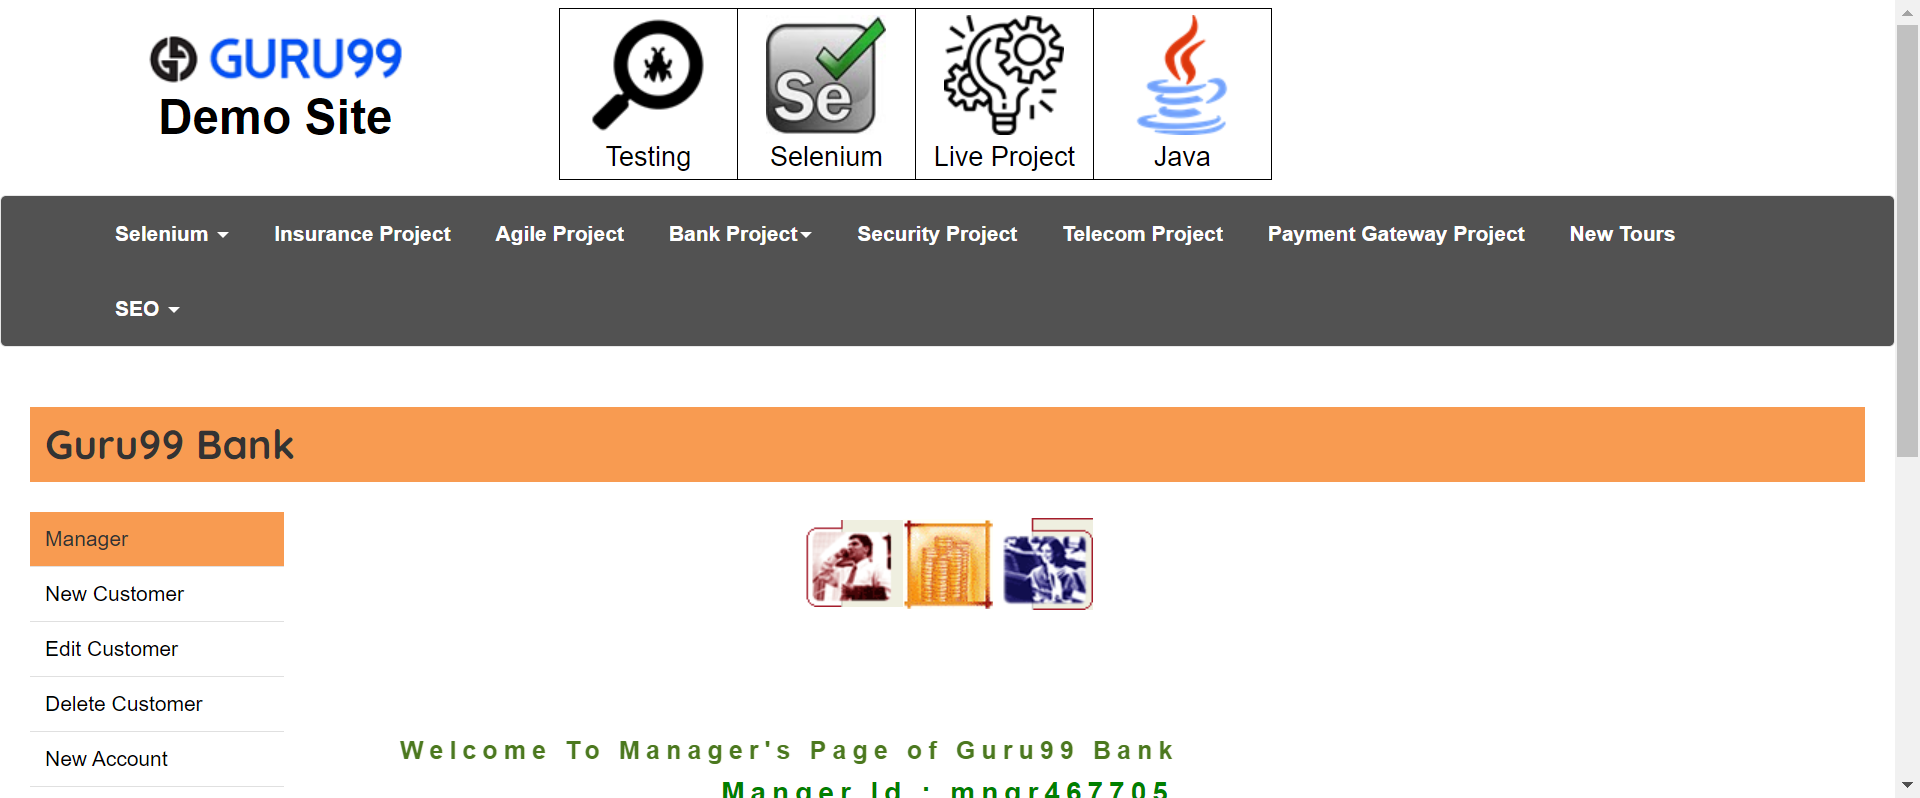 GURU99
Demo Site
Se
Testing
Selenium
Live Project
Java
Selenium
Insurance Project
Agile Project
Bank Project
Security Project
Telecom Project
Payment Gateway Project
New Tours
SEO
Guru99 Bank
Manager
New Customer
Edit Customer
Delete Customer
New Account
Welcome To Manager's Page of Guru99 Bank
Manger Id : mngr467705